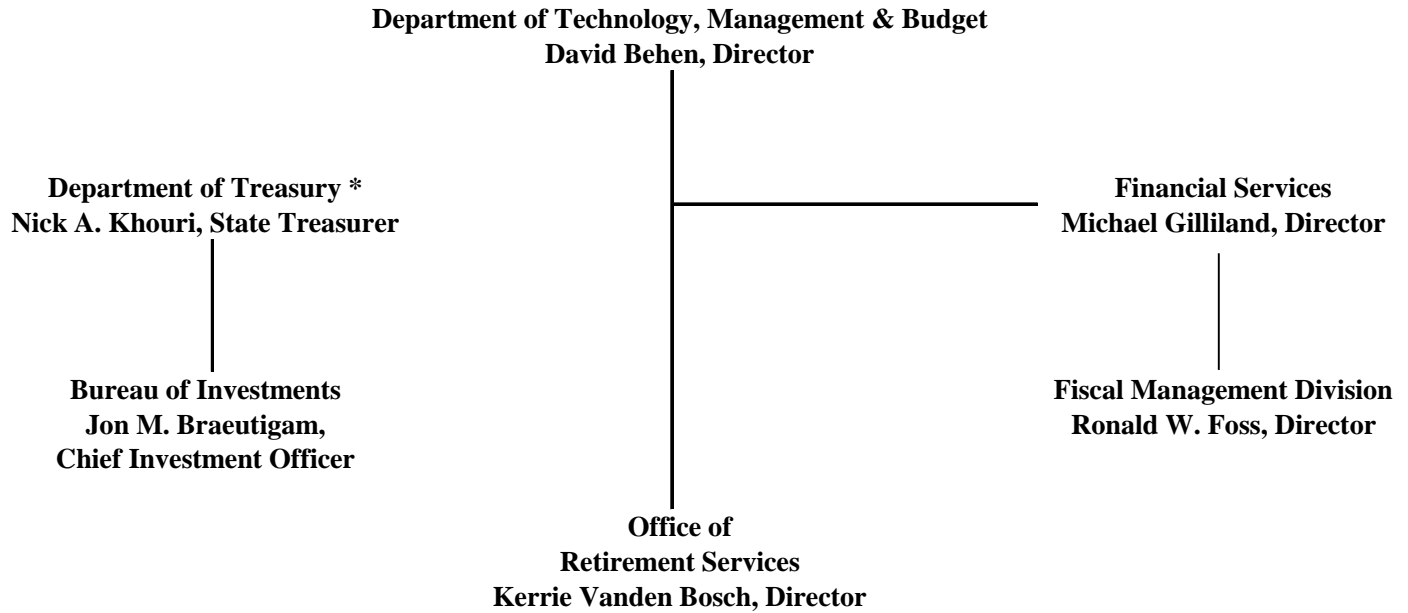 Department of Technology, Management & Budget
David Behen, Director
Department of Treasury *
Nick A. Khouri, State Treasurer
Financial Services
Michael Gilliland, Director
Bureau of Investments
Jon M. Braeutigam,
Chief Investment Officer
Fiscal Management Division
Ronald W. Foss, Director
Office of
Retirement Services
Kerrie Vanden Bosch, Director